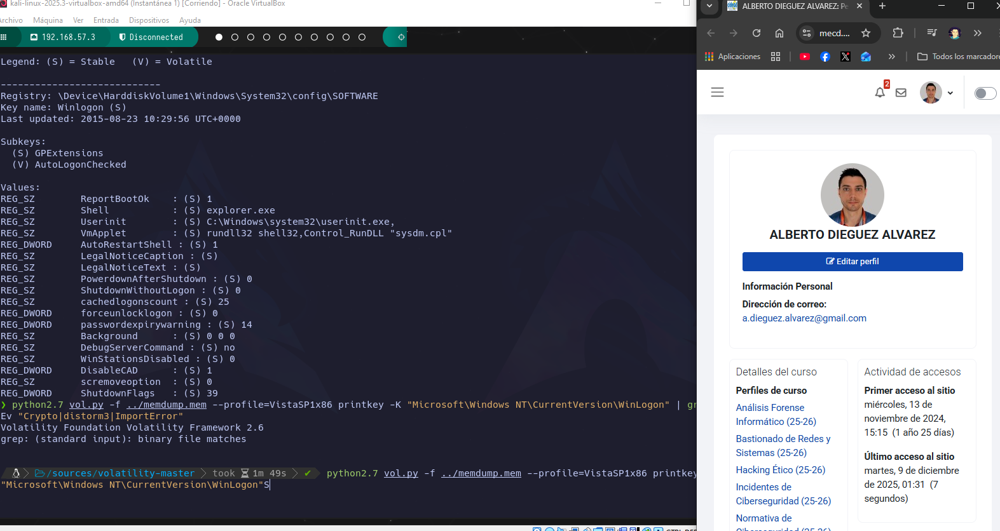 kali-linux-2025.3-virtualbox-amd64 (Instantánea 1) [Corriendo] - Oracle VirtualBox
Archivo Máquina Ver Entrada Dispositivos Ayuda
192.168.57.3 Disconnected
Legend: (S) = Stable (V) = Volatile
----------------------------
Registry: \Device\HarddiskVolume1\Windows\System32\config\SOFTWARE
Key name: Winlogon (S)
Last updated: 2015-08-23 10:29:56 UTC+0000
Subkeys:
(S) GPExtensions
(V) AutoLogonChecked
Values:
REG_SZ ReportBootOk : (S) 1
REG_SZ Shell : (S) explorer.exe
REG_SZ Userinit : (S) C:\Windows\system32\userinit.exe,
REG_SZ VmApplet : (S) rundll32 shell32,Control_RunDLL "sysdm.cpl"
REG_DWORD AutoRestartShell : (S) 1
REG_SZ LegalNoticeCaption : (S)
REG_SZ LegalNoticeText : (S)
REG_SZ PowerdownAfterShutdown : (S) 0
REG_SZ ShutdownWithoutLogon : (S) 0
REG_SZ cachedlogonscount : (S) 25
REG_DWORD forceunlocklogon : (S) 0
REG_DWORD passwordexpirywarning : (S) 14
REG_SZ Background : (S) 0 0 0
REG_SZ DebugServerCommand : (S) no
REG_SZ WinStationsDisabled : (S) 0
REG_DWORD DisableCAD : (S) 1
REG_SZ scremoveoption : (S) 0
REG_DWORD ShutdownFlags : (S) 39
❯ python2.7 vol.py -f ../memdump.mem --profile=VistaSP1x86 printkey -K "Microsoft\Windows NT\CurrentVersion\WinLogon" | gr
Ev "Crypto|distorm3|ImportError"
Volatility Foundation Volatility Framework 2.6
grep: (standard input): binary file matches
/sources/volatility-master took 1m 49s ✔ python2.7 vol.py -f ../memdump.mem --profile=VistaSP1x86 printkey
"Microsoft\Windows NT\CurrentVersion\WinLogon"S
ALBERTO DIEGUEZ ALVAREZ: Pe
mecd....
Aplicaciones
Todos los marcadore
2
ALBERTO DIEGUEZ ALVAREZ
Editar perfil
Información Personal
Dirección de correo:
a.dieguez.alvarez@gmail.com
Detalles del curso
Perfiles de curso
Análisis Forense
Informático (25-26)
Bastionado de Redes y
Sistemas (25-26)
Hacking Ético (25-26)
Incidentes de
Ciberseguridad (25-26)
Normativa de
Ciberseguridad (25-26)
Actividad de accesos
Primer acceso al sitio
miércoles, 13 de
noviembre de 2024,
15:15 (1 año 25 días)
Último acceso al sitio
martes, 9 de diciembre
de 2025, 01:31 (7
segundos)